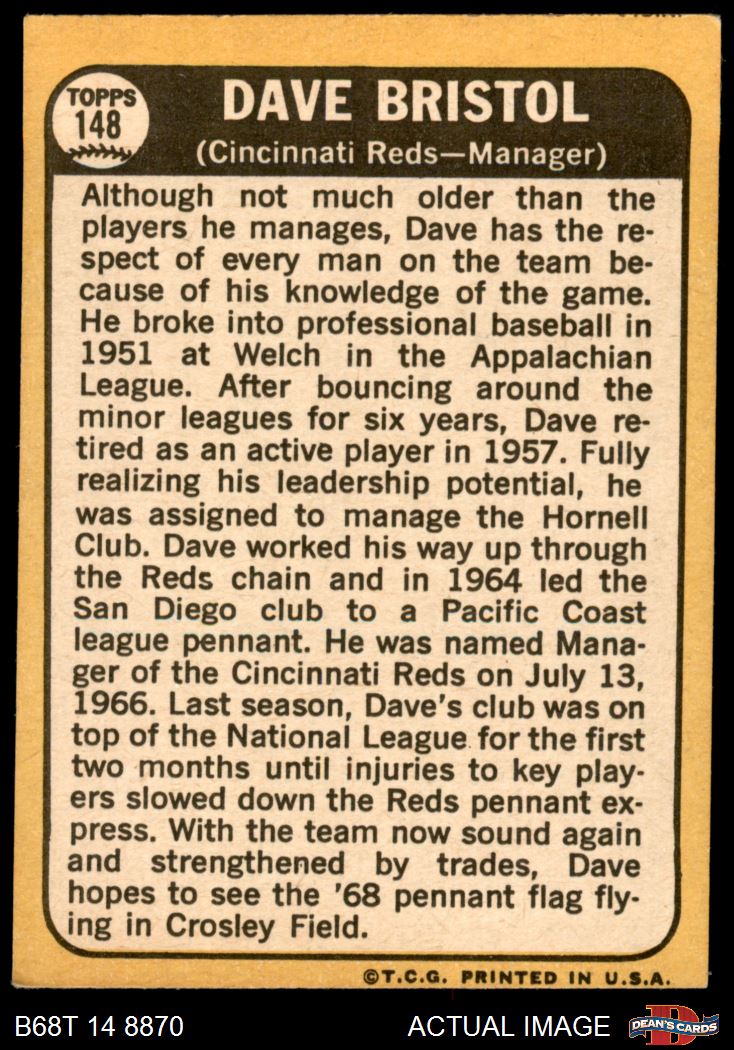 TOPPS
148
DAVE BRISTOL
(Cincinnati Reds—Manager)
Although not much older than the
players he manages, Dave has the re-
spect of every man on the team be-
cause of his knowledge of the game.
He broke into professional baseball in
1951 at Welch in the Appalachian
League. After bouncing around the
minor leagues for six years, Dave re-
tired as an active player in 1957. Fully
realizing his leadership potential, he
was assigned to manage the Hornell
Club. Dave worked his way up through
the Reds chain and in 1964 led the
San Diego club to a Pacific Coast
league pennant. He was named Mana-
ger of the Cincinnati Reds on July 13,
1966. Last season, Dave's club was on
top of the National League for the first
two months until injuries to key play-
ers slowed down the Reds pennant ex-
press. With the team now sound again
and strengthened by trades, Dave
hopes to see the '68 pennant flag fly-
ing in Crosley Field.
©T.C.G. PRINTED IN U.S.A.
B68T 14 8870 ACTUAL IMAGE DEAN'S CARDS